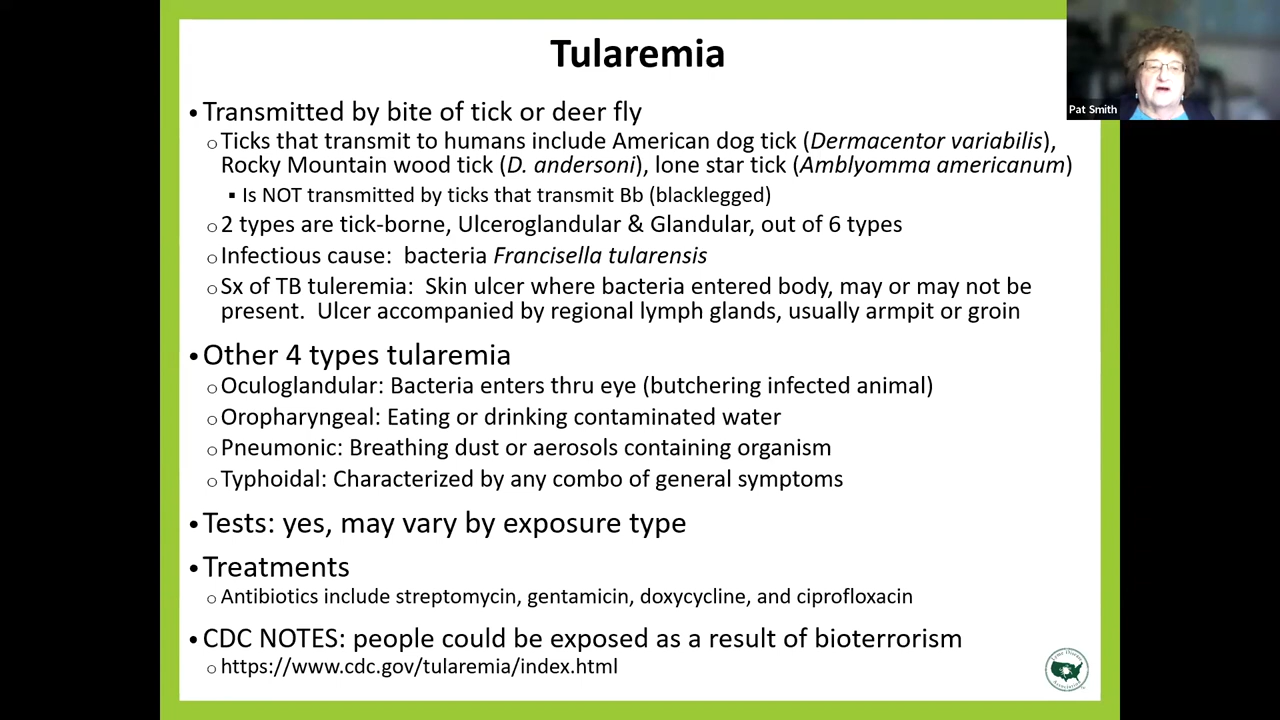 Tularemia
Pat Smith
• Transmitted by bite of tick or deer fly
○ Ticks that transmit to humans include American dog tick (Dermacentor variabilis),
Rocky Mountain wood tick (D. andersoni), lone star tick (Amblyomma americanum)
▪ Is NOT transmitted by ticks that transmit Bb (blacklegged)
○ 2 types are tick-borne, Ulceroglandular & Glandular, out of 6 types
○ Infectious cause: bacteria Francisella tularensis
○ Sx of TB tuleremia: Skin ulcer where bacteria entered body, may or may not be
present. Ulcer accompanied by regional lymph glands, usually armpit or groin
• Other 4 types tularemia
○ Oculoglandular: Bacteria enters thru eye (butchering infected animal)
○ Oropharyngeal: Eating or drinking contaminated water
○ Pneumonic: Breathing dust or aerosols containing organism
○ Typhoidal: Characterized by any combo of general symptoms
• Tests: yes, may vary by exposure type
• Treatments
○ Antibiotics include streptomycin, gentamicin, doxycycline, and ciprofloxacin
• CDC NOTES: people could be exposed as a result of bioterrorism
○ https://www.cdc.gov/tularemia/index.html